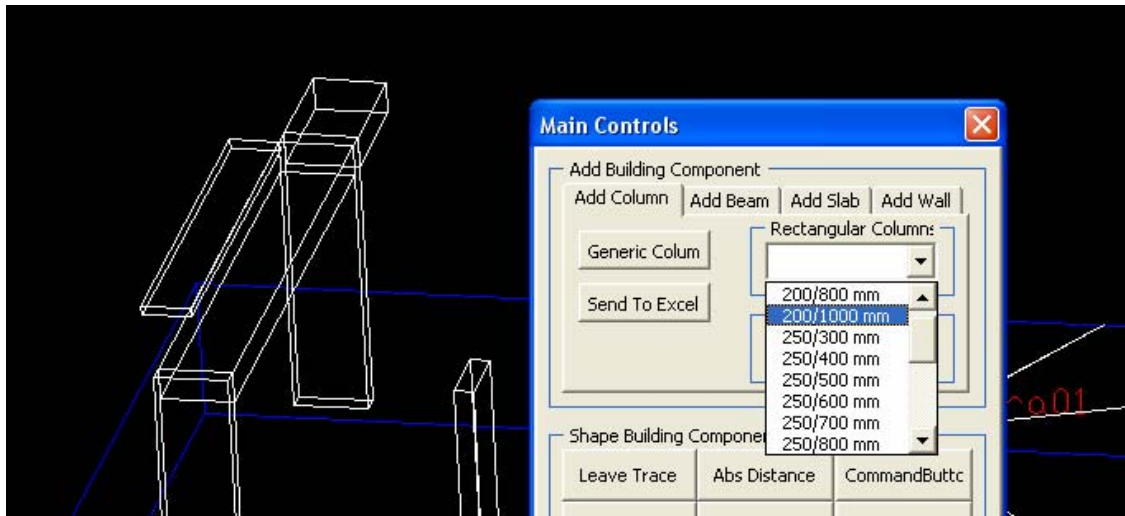 Main Controls
Add Building Component
Add Column Add Beam Add Slab Add Wall
Generic Colum
Send To Excel
Rectangular Columns
200/800 mm
200/1000 mm
250/300 mm
250/400 mm
250/500 mm
250/600 mm
250/700 mm
250/800 mm
Shape Building Compone
Leave Trace Abs Distance CommandButtc